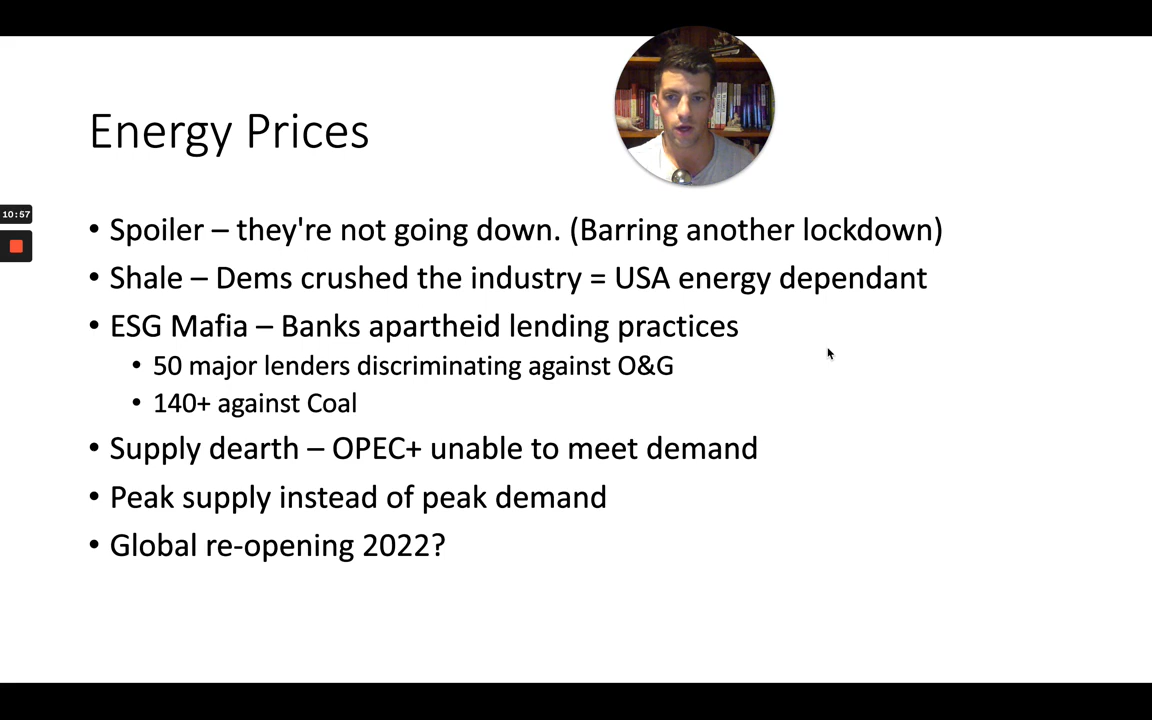 Energy Prices
10:57
• Spoiler – they're not going down. (Barring another lockdown)
• Shale – Dems crushed the industry = USA energy dependant
• ESG Mafia – Banks apartheid lending practices
• 50 major lenders discriminating against O&G
• 140+ against Coal
• Supply dearth – OPEC+ unable to meet demand
• Peak supply instead of peak demand
• Global re-opening 2022?